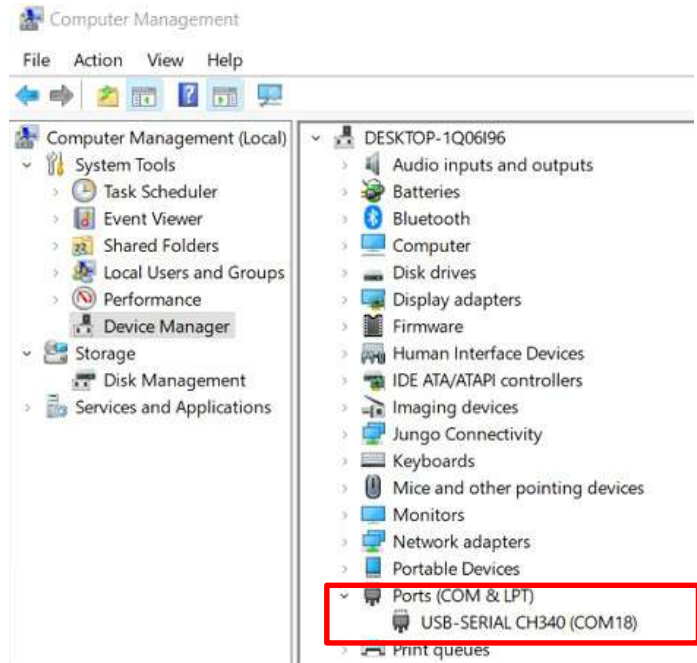 Computer Management
File Action View Help
Computer Management (Local)
System Tools
Task Scheduler
Event Viewer
Shared Folders
Local Users and Groups
Performance
Device Manager
Storage
Disk Management
Services and Applications
DESKTOP-1Q06I96
Audio inputs and outputs
Batteries
Bluetooth
Computer
Disk drives
Display adapters
Firmware
Human Interface Devices
IDE ATA/ATAPI controllers
Imaging devices
Jungo Connectivity
Keyboards
Mice and other pointing devices
Monitors
Network adapters
Portable Devices
Ports (COM & LPT)
USB-SERIAL CH340 (COM18)
Print queues